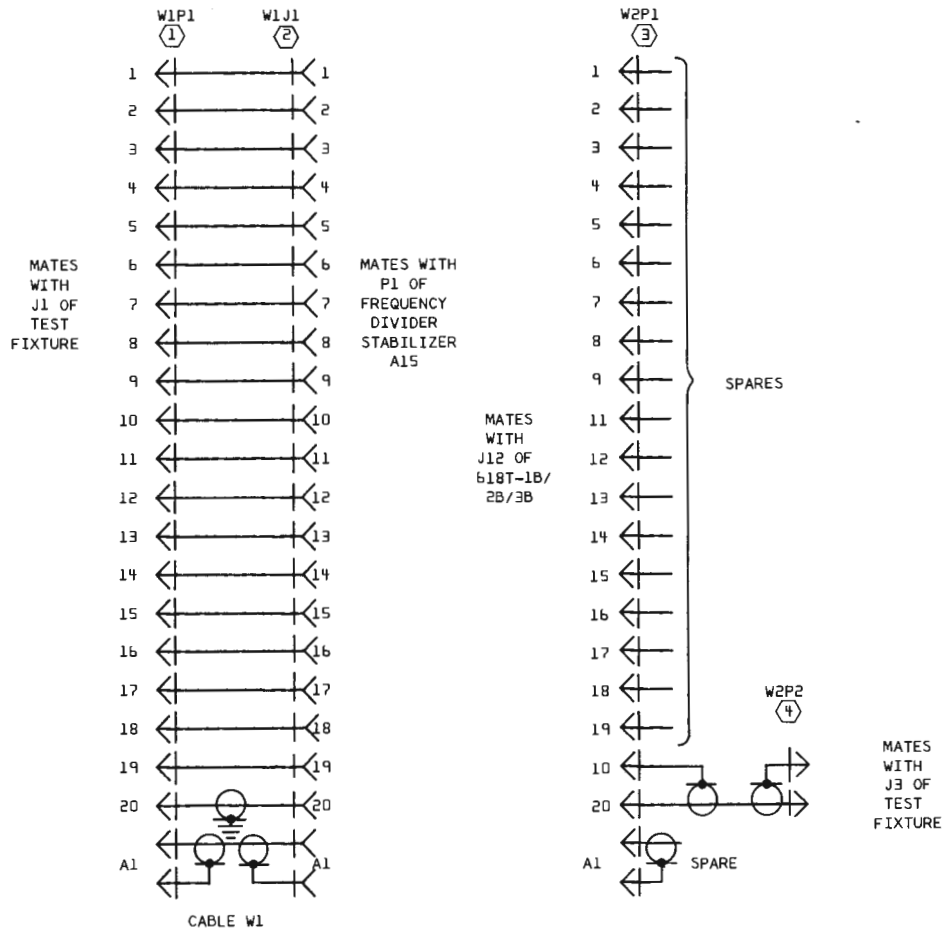 W1P1 W1J1 W2P1
1 2 3
1 1 1
2 2 2
3 3 3
4 4 4
5 5 5
6 6 6
7 7 7
8 8 8
9 9 9
10 10 11
11 11 12
12 12 13
13 13 14
14 14 15
15 15 16
16 16 17
17 17 18
18 18 19
19 19 10
20 20 20
A1 A1 A1
MATES
WITH
J1 OF
TEST
FIXTURE
MATES WITH
P1 OF
FREQUENCY
DIVIDER
STABILIZER
A15
MATES
WITH
J12 OF
618T-1B/
2B/3B
SPARES
W2P2
4
MATES
WITH
J3 OF
TEST
FIXTURE
SPARE
CABLE W1